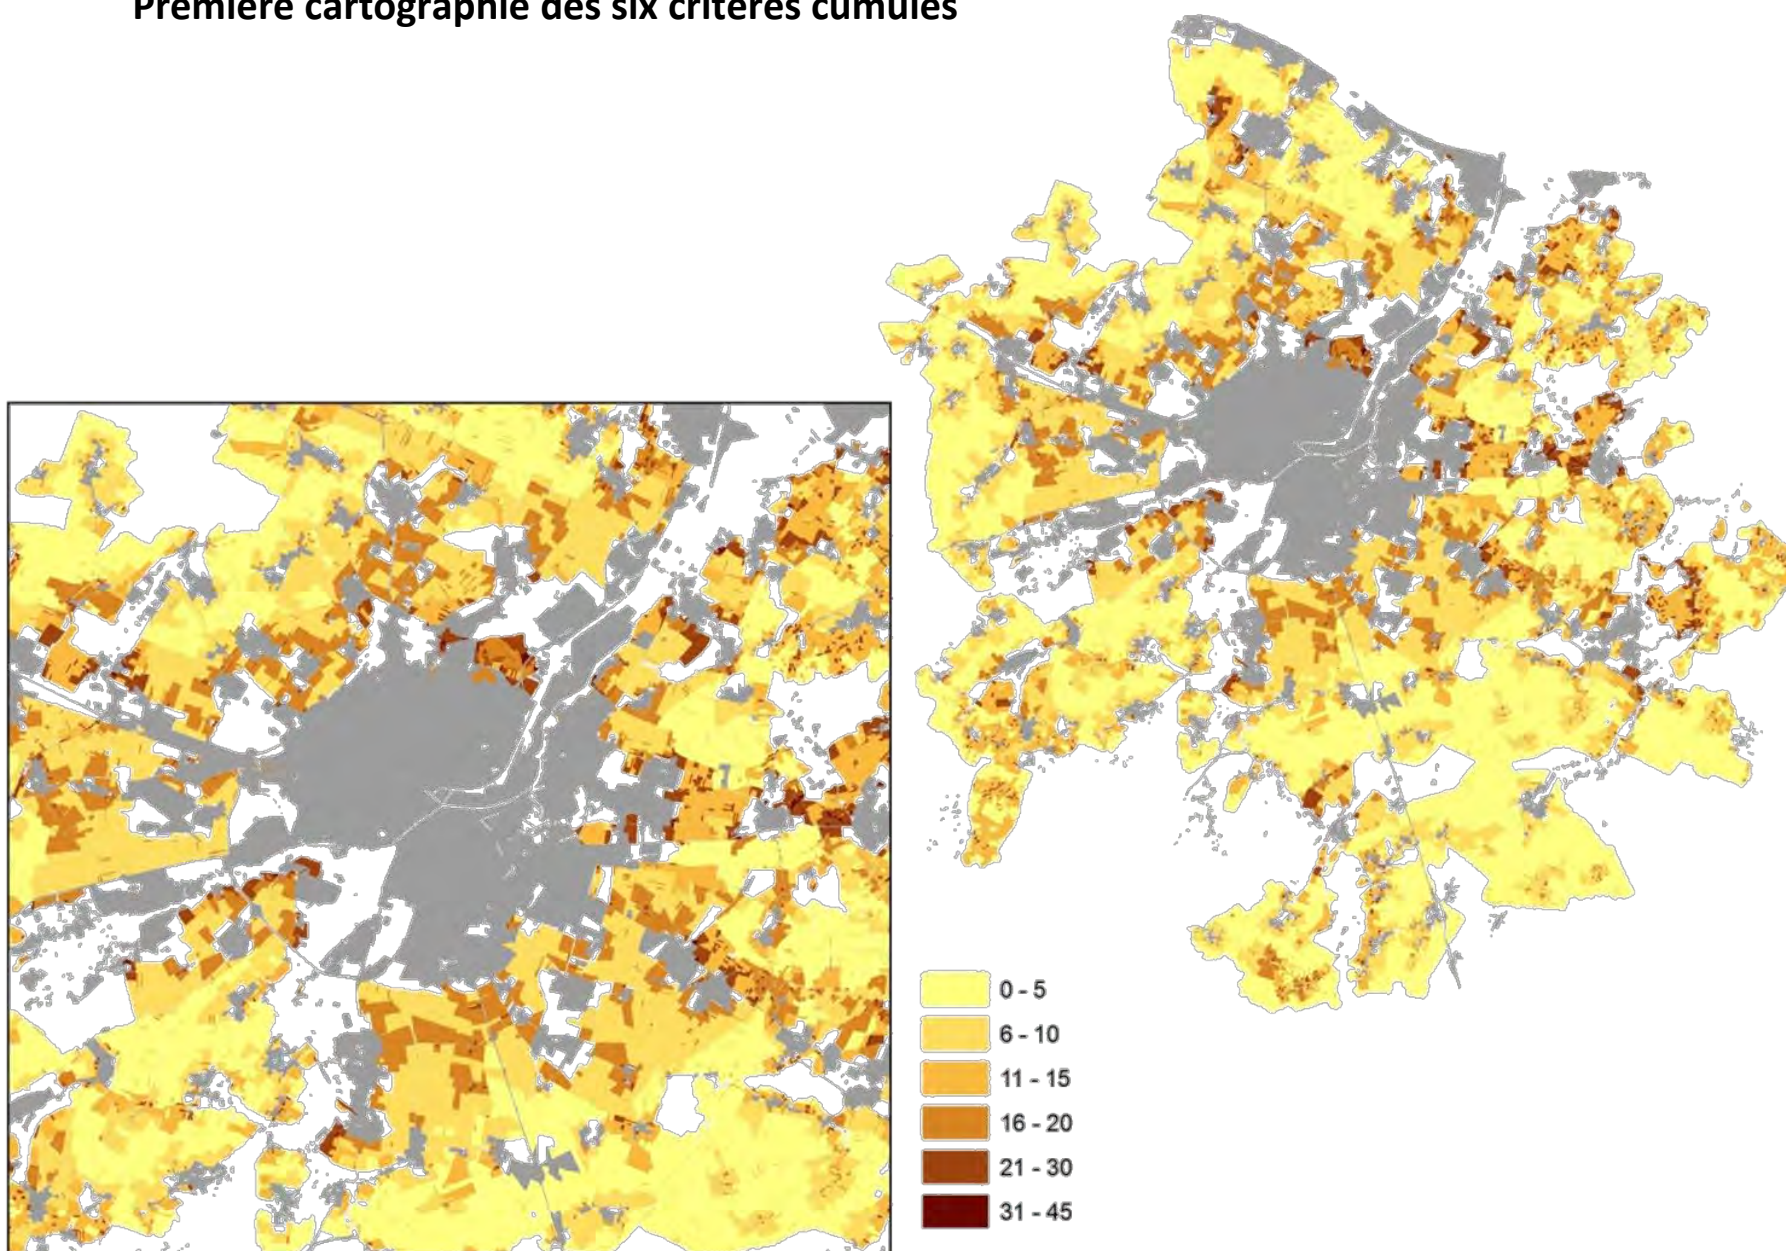 Première cartographie des six critères cumulés
0 - 5
6 - 10
11 - 15
16 - 20
21 - 30
31 - 45